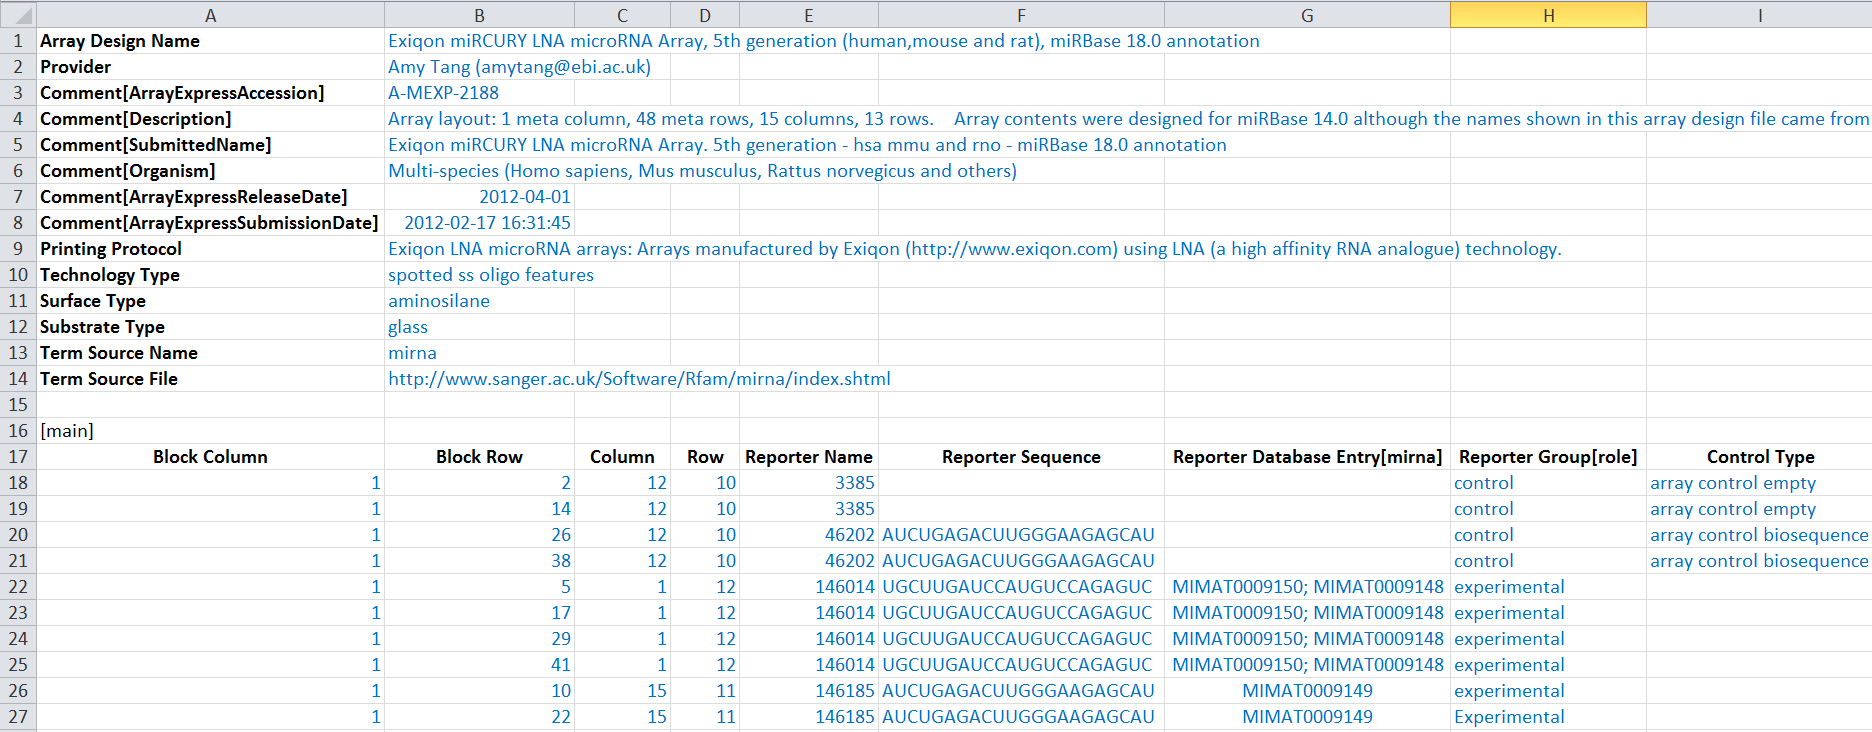 A B C D E F G H I
1 Array Design Name Exiqon miRCURY LNA microRNA Array, 5th generation (human,mouse and rat), miRBase 18.0 annotation
2 Provider Amy Tang (amytang@ebi.ac.uk)
3 Comment[ArrayExpressAccession] A-MEXP-2188
4 Comment[Description] Array layout: 1 meta column, 48 meta rows, 15 columns, 13 rows. Array contents were designed for miRBase 14.0 although the names shown in this array design file came from
5 Comment[SubmittedName] Exiqon miRCURY LNA microRNA Array. 5th generation - hsa mmu and rno - miRBase 18.0 annotation
6 Comment[Organism] Multi-species (Homo sapiens, Mus musculus, Rattus norvegicus and others)
7 Comment[ArrayExpressReleaseDate] 2012-04-01
8 Comment[ArrayExpressSubmissionDate] 2012-02-17 16:31:45
9 Printing Protocol Exiqon LNA microRNA arrays: Arrays manufactured by Exiqon (http://www.exiqon.com) using LNA (a high affinity RNA analogue) technology.
10 Technology Type spotted ss oligo features
11 Surface Type aminosilane
12 Substrate Type glass
13 Term Source Name mirna
14 Term Source File http://www.sanger.ac.uk/Software/Rfam/mirna/index.shtml
15
16 [main]
17 Block Column Block Row Column Row Reporter Name Reporter Sequence Reporter Database Entry[mirna] Reporter Group[role] Control Type
18 1 2 12 10 3385 control array control empty
19 1 14 12 10 3385 control array control empty
20 1 26 12 10 46202 AUCUGAGACUUGGGAAGAGCAU control array control biosequence
21 1 38 12 10 46202 AUCUGAGACUUGGGAAGAGCAU control array control biosequence
22 1 5 1 12 146014 UGCUUGAUCCAUGUCCAGAGUC MIMAT0009150; MIMAT0009148 experimental
23 1 17 1 12 146014 UGCUUGAUCCAUGUCCAGAGUC MIMAT0009150; MIMAT0009148 experimental
24 1 29 1 12 146014 UGCUUGAUCCAUGUCCAGAGUC MIMAT0009150; MIMAT0009148 experimental
25 1 41 1 12 146014 UGCUUGAUCCAUGUCCAGAGUC MIMAT0009150; MIMAT0009148 experimental
26 1 10 15 11 146185 AUCUGAGACUUGGGAAGAGCAU MIMAT0009149 experimental
27 1 22 15 11 146185 AUCUGAGACUUGGGAAGAGCAU MIMAT0009149 Experimental